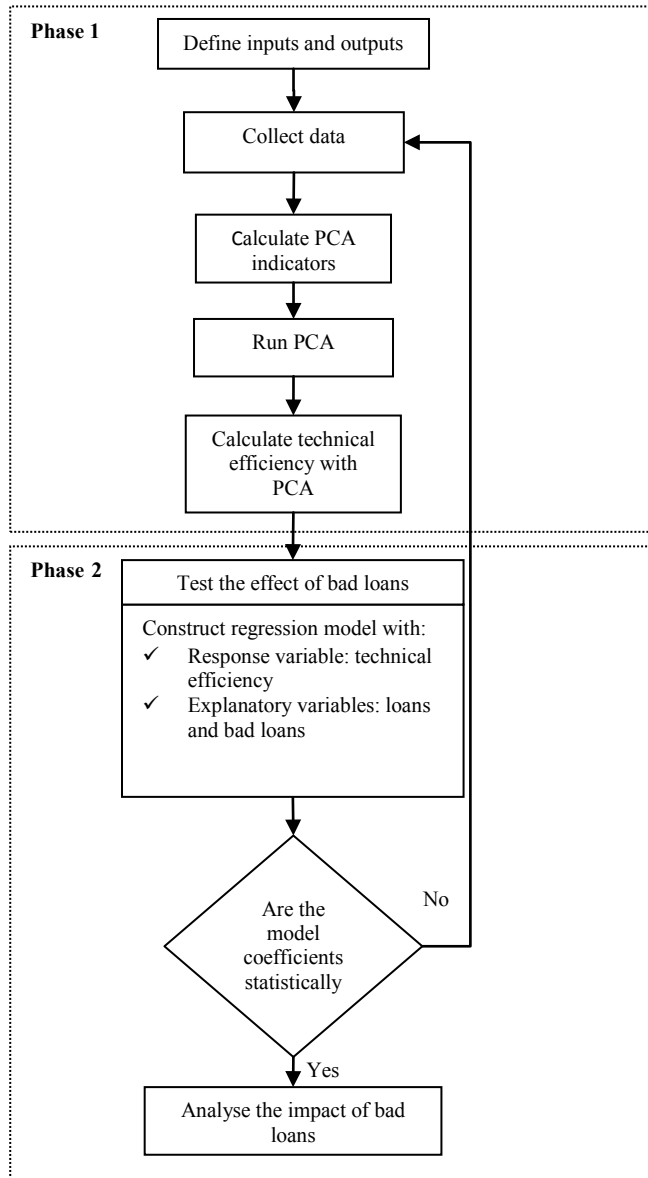 Phase 1
Define inputs and outputs
Collect data
Calculate PCA
indicators
Run PCA
Calculate technical
efficiency with
PCA
Phase 2
Test the effect of bad loans
Construct regression model with:
✓ Response variable: technical
efficiency
✓ Explanatory variables: loans
and bad loans
Are the
model
coefficients
statistically
No
Yes
Analyse the impact of bad
loans